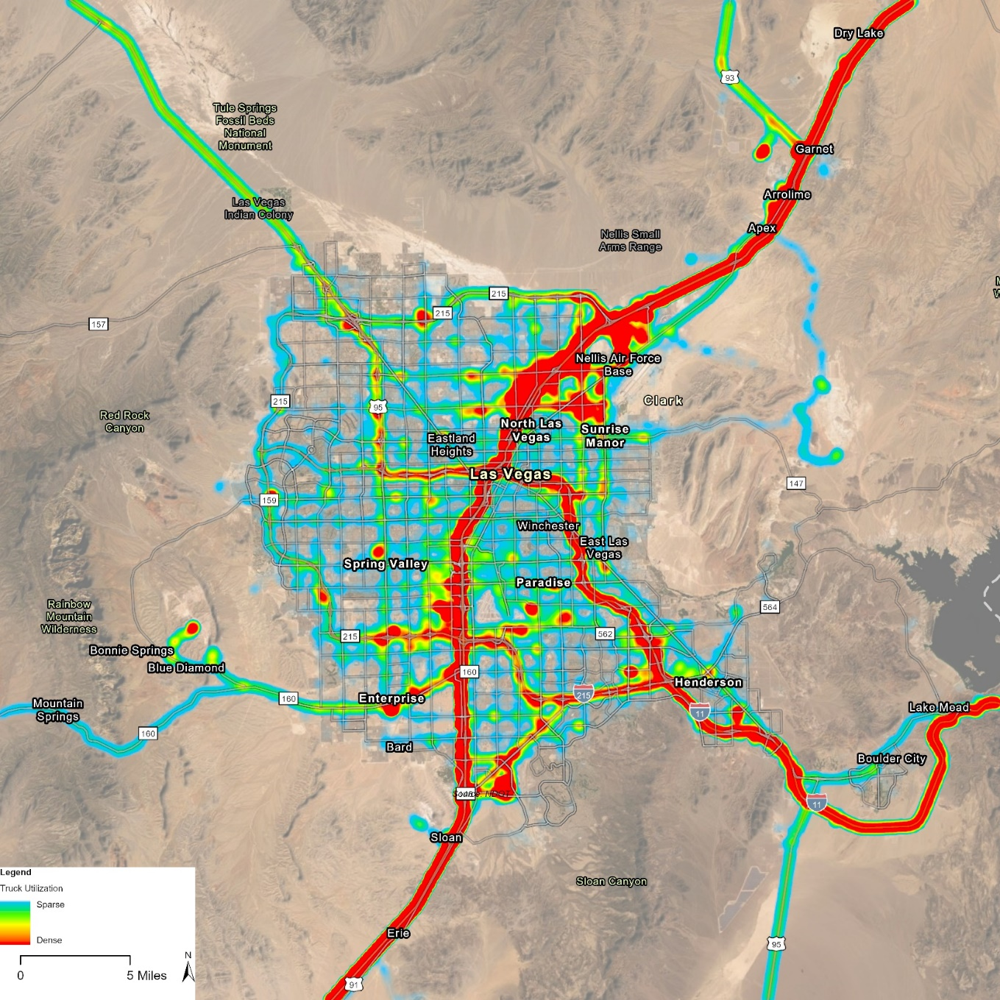 Dry Lake
93
Tule Springs
Fossil Beds
National
Monument
Garnet
Arrolime
Las Vegas
Indian Colony
Apex
Nellis Small
Arms Range
215
215
157
Nellis Air Force
Base
Clark
215
95
Red Rock
Canyon
North Las
Vegas
Sunrise
Manor
Eastland
Heights
Las Vegas
147
159
Winchester
East Las
Vegas
Spring Valley
Paradise
Rainbow
Mountain
Wilderness
564
215
562
Bonnie Springs
Blue Diamond
160
Henderson
160
Enterprise
215
Mountain
Springs
11
Lake Mead
160
Bard
Boulder City
NDOT
11
Sloan
Sloan Canyon
Erie
95
91
Legend
Truck Utilization
Sparse
Dense
N
0
5 Miles